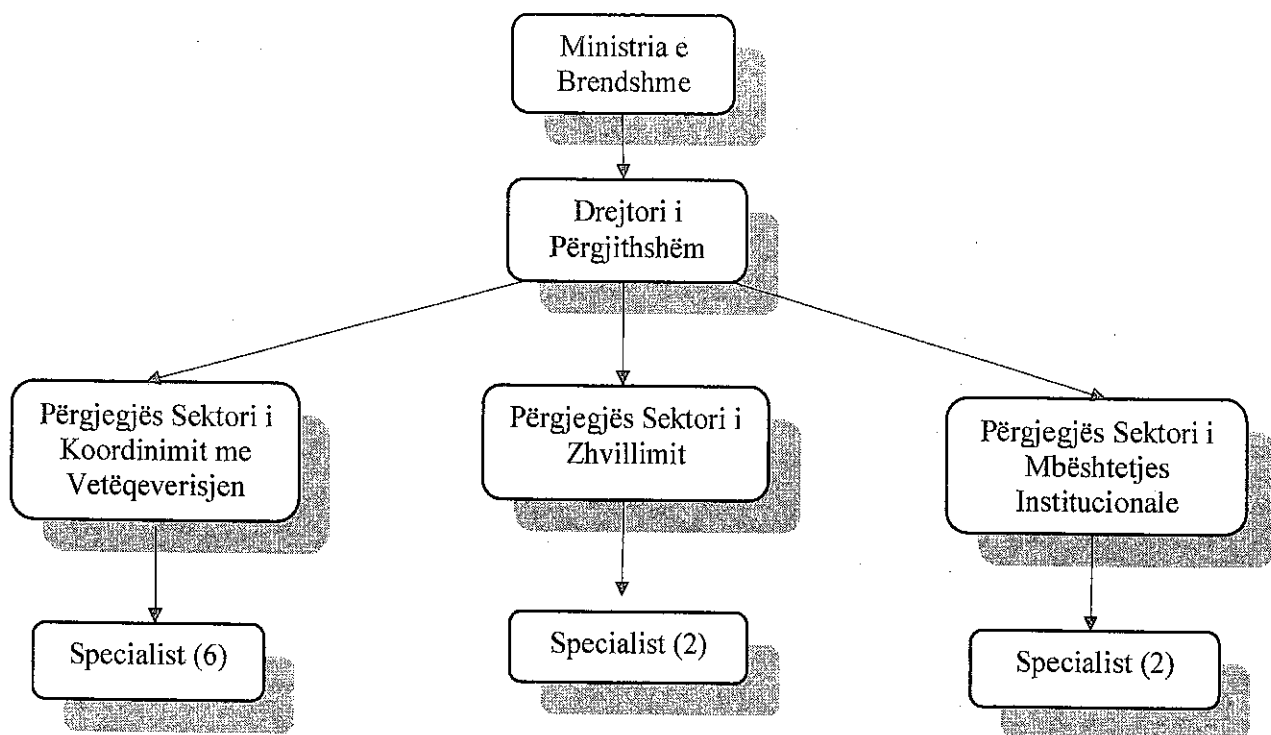 Ministria e
Brendshme
Drejtori i
Përgjithshëm
Përgjegjës Sektori i
Koordinimit me
Vetëqeverisjen
Përgjegjës Sektori i
Zhvillimit
Përgjegjës Sektori i
Mbështetjes
Institucionale
Specialist (6)
Specialist (2)
Specialist (2)